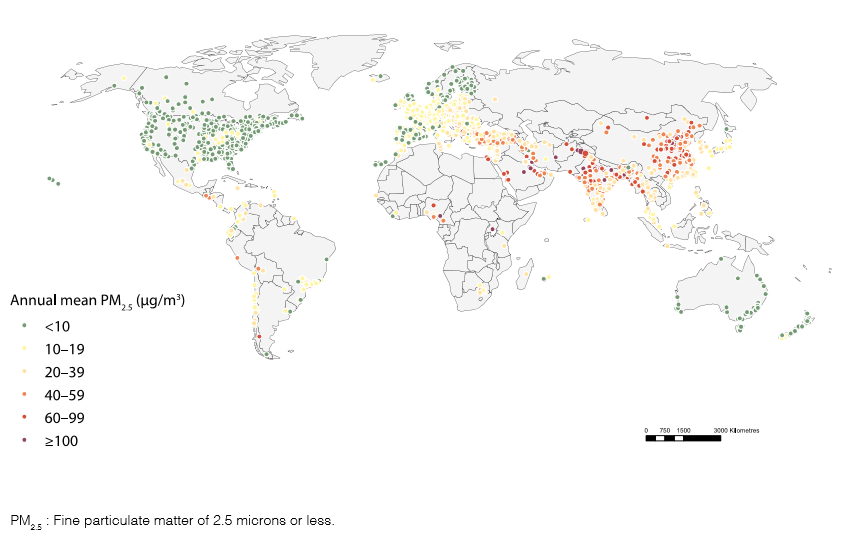 Annual mean PM2.5 (µg/m³)
<10
10–19
20–39
40–59
60–99
≥100
0 750 1500 3000 Kilometres
PM2.5 : Fine particulate matter of 2.5 microns or less.